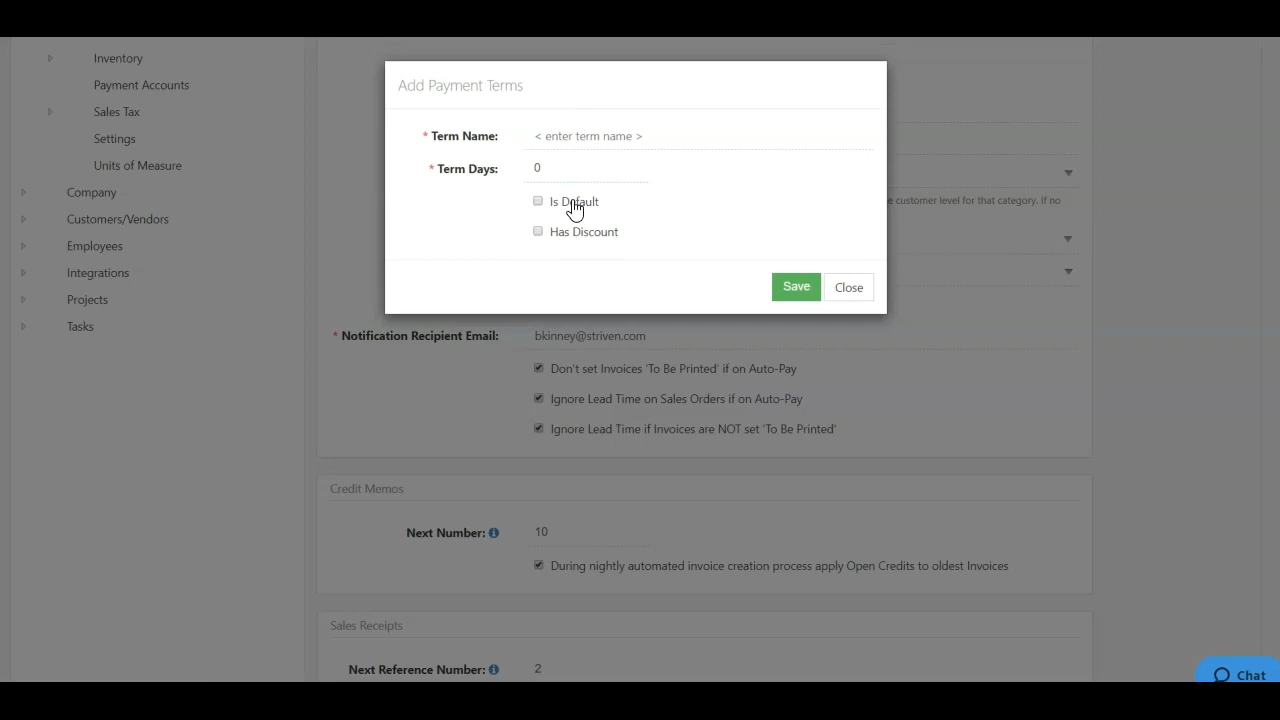 Inventory
Payment Accounts
Sales Tax
Settings
Units of Measure
Company
Customers/Vendors
Employees
Integrations
Projects
Tasks
Add Payment Terms
* Term Name: < enter term name >
* Term Days: 0
Is Default
Has Discount
Save Close
e customer level for that category. If no
* Notification Recipient Email: bkinney@striven.com
Don't set Invoices 'To Be Printed' if on Auto-Pay
Ignore Lead Time on Sales Orders if on Auto-Pay
Ignore Lead Time if Invoices are NOT set 'To Be Printed'
Credit Memos
Next Number: 10
During nightly automated invoice creation process apply Open Credits to oldest Invoices
Sales Receipts
Next Reference Number: 2
Chat